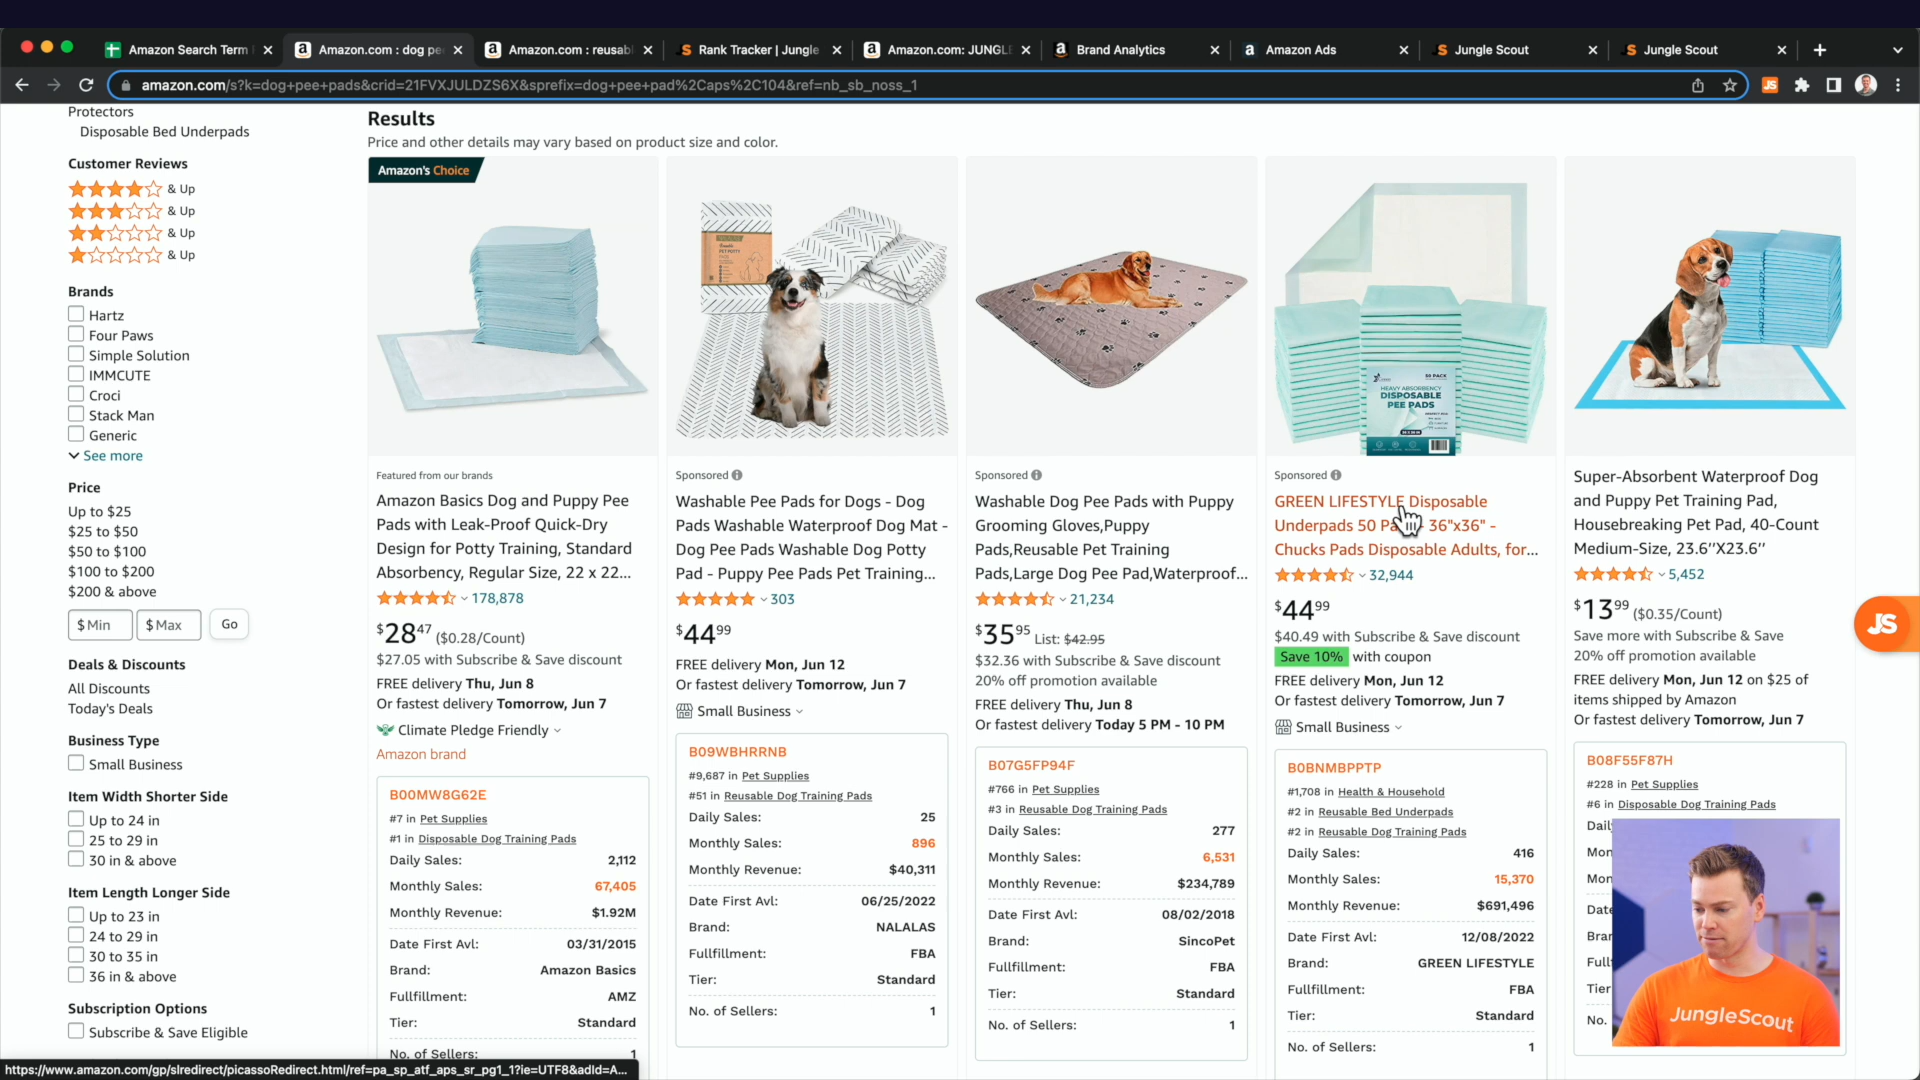 Amazon Search Term
Amazon.com : dog pe
Amazon.com : reusabl
Rank Tracker | Jungle
Amazon.com: JUNGLE
Brand Analytics
Amazon Ads
Jungle Scout
Jungle Scout
amazon.com/s?k=dog+pee+pads&crid=21FVXJULDZS6X&sprefix=dog+pee+pad%2Caps%2C104&ref=nb_sb_noss_1
JS
Protectors
Disposable Bed Underpads
Customer Reviews
& Up
& Up
& Up
& Up
Brands
Hartz
Four Paws
Simple Solution
IMMCUTE
Croci
Stack Man
Generic
See more
Price
Up to $25
$25 to $50
$50 to $100
$100 to $200
$200 & above
$ Min
$ Max
Go
Deals & Discounts
All Discounts
Today's Deals
Business Type
Small Business
Item Width Shorter Side
Up to 24 in
25 to 29 in
30 in & above
Item Length Longer Side
Up to 23 in
24 to 29 in
30 to 35 in
36 in & above
Subscription Options
Subscribe & Save Eligible
https://www.amazon.com/gp/slredirect/picassoRedirect.html/ref=pa_sp_atf_aps_sr_pg1_1?ie=UTF8&adId=A...
Results
Price and other details may vary based on product size and color.
Amazon's Choice
Featured from our brands
Amazon Basics Dog and Puppy Pee
Pads with Leak-Proof Quick-Dry
Design for Potty Training, Standard
Absorbency, Regular Size, 22 x 22...
178,878
$28 47 ($0.28/Count)
$27.05 with Subscribe & Save discount
FREE delivery Thu, Jun 8
Or fastest delivery Tomorrow, Jun 7
Climate Pledge Friendly
Amazon brand
B00MW8G62E
#7 in Pet Supplies
#1 in Disposable Dog Training Pads
Daily Sales: 2,112
Monthly Sales: 67,405
Monthly Revenue: $1.92M
Date First Avl: 03/31/2015
Brand: Amazon Basics
Fullfillment: AMZ
Tier: Standard
No. of Sellers: 1
Sponsored
Washable Pee Pads for Dogs - Dog
Pads Washable Waterproof Dog Mat -
Dog Pee Pads Washable Dog Potty
Pad - Puppy Pee Pads Pet Training...
303
$44 99
FREE delivery Mon, Jun 12
Or fastest delivery Tomorrow, Jun 7
Small Business
B09WBHRRNB
#9,687 in Pet Supplies
#51 in Reusable Dog Training Pads
Daily Sales: 25
Monthly Sales: 896
Monthly Revenue: $40,311
Date First Avl: 06/25/2022
Brand: NALALAS
Fullfillment: FBA
Tier: Standard
No. of Sellers: 1
Sponsored
Washable Dog Pee Pads with Puppy
Grooming Gloves,Puppy
Pads,Reusable Pet Training
Pads,Large Dog Pee Pad,Waterproof...
21,234
$35 95 List: $42.95
$32.36 with Subscribe & Save discount
20% off promotion available
FREE delivery Thu, Jun 8
Or fastest delivery Today 5 PM - 10 PM
B07G5FP94F
#766 in Pet Supplies
#3 in Reusable Dog Training Pads
Daily Sales: 277
Monthly Sales: 6,531
Monthly Revenue: $234,789
Date First Avl: 08/02/2018
Brand: SincoPet
Fullfillment: FBA
Tier: Standard
No. of Sellers: 1
50 PACK
HEAVY ABSORBENCY
DISPOSABLE
PEE PADS
Sponsored
GREEN LIFESTYLE Disposable
Underpads 50 Pa 36"x36" -
Chucks Pads Disposable Adults, for...
32,944
$44 99
$40.49 with Subscribe & Save discount
Save 10% with coupon
FREE delivery Mon, Jun 12
Or fastest delivery Tomorrow, Jun 7
Small Business
B0BNMBPPTP
#1,708 in Health & Household
#2 in Reusable Bed Underpads
#2 in Reusable Dog Training Pads
Daily Sales: 416
Monthly Sales: 15,370
Monthly Revenue: $691,496
Date First Avl: 12/08/2022
Brand: GREEN LIFESTYLE
Fullfillment: FBA
Tier: Standard
No. of Sellers: 1
Super-Absorbent Waterproof Dog
and Puppy Pet Training Pad,
Housebreaking Pet Pad, 40-Count
Medium-Size, 23.6’’X23.6’’
5,452
$13 99 ($0.35/Count)
Save more with Subscribe & Save
20% off promotion available
FREE delivery Mon, Jun 12 on $25 of
items shipped by Amazon
Or fastest delivery Tomorrow, Jun 7
B08F55F87H
#228 in Pet Supplies
#6 in Disposable Dog Training Pads
Daily
Mon
Mon
Date
Bran
Fullf
Tier
No.
JS
JungleScout